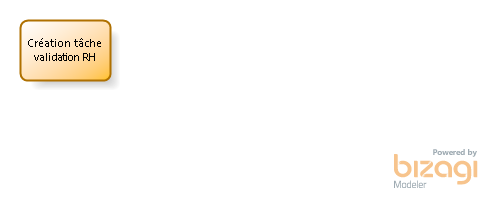 Création tâche
validation RH
Powered by
bizagi
Modeler